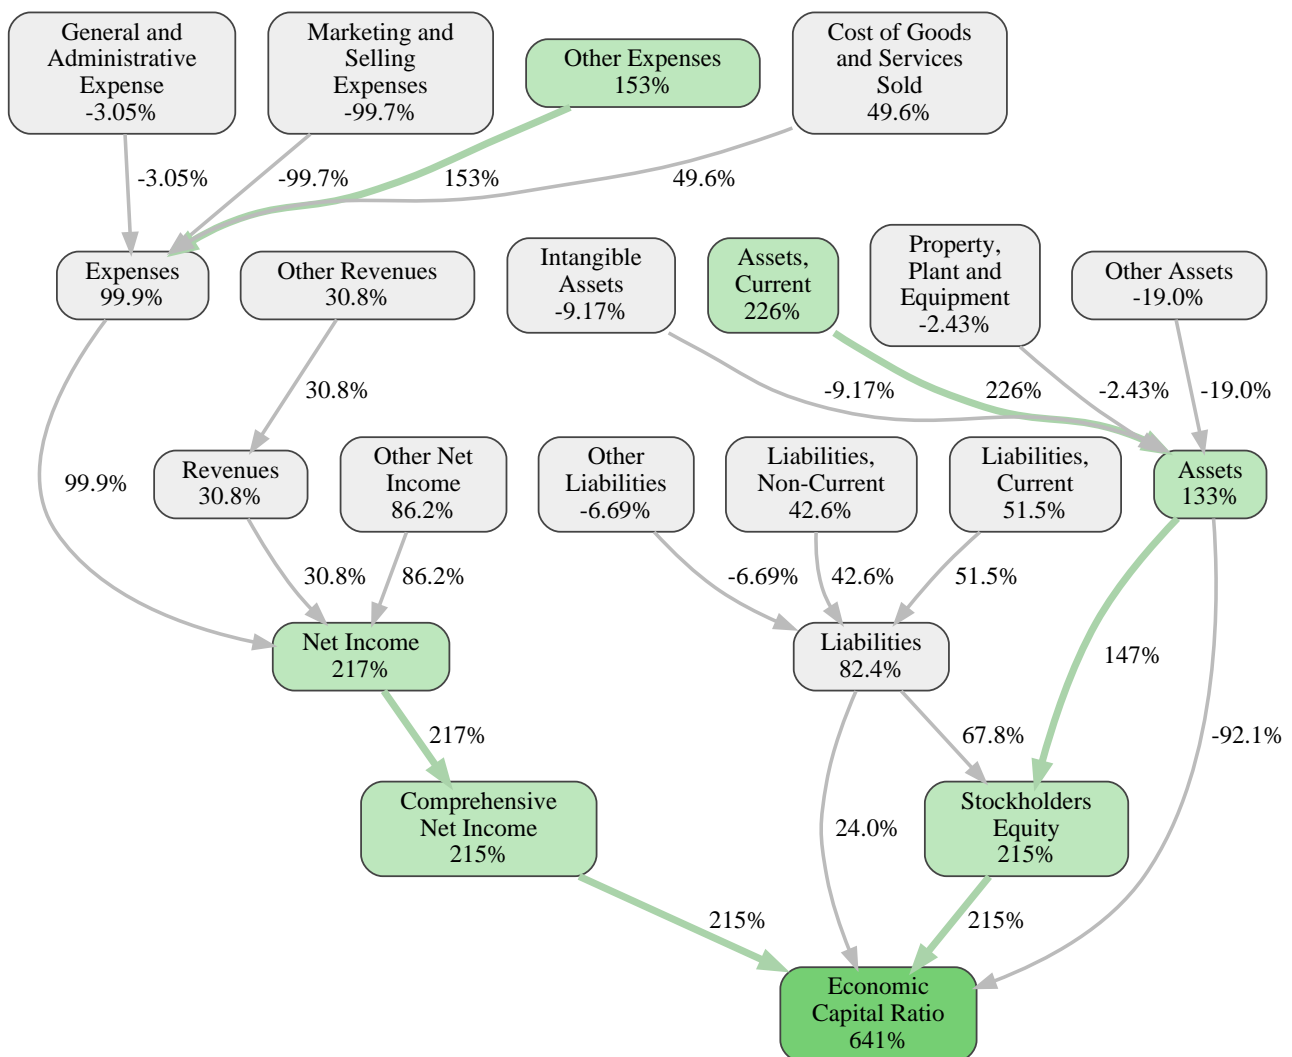 General and
Administrative
Expense
-3.05%
Marketing and
Selling
Expenses
-99.7%
Other Expenses
153%
Cost of Goods
and Services
Sold
49.6%
-3.05%
-99.7%
153%
49.6%
Expenses
99.9%
Other Revenues
30.8%
Intangible
Assets
-9.17%
Assets,
Current
226%
Property,
Plant and
Equipment
-2.43%
Other Assets
-19.0%
30.8%
-9.17%
226%
-2.43%
-19.0%
99.9%
Revenues
30.8%
Other Net
Income
86.2%
Other
Liabilities
-6.69%
Liabilities,
Non-Current
42.6%
Liabilities,
Current
51.5%
Assets
133%
30.8%
86.2%
-6.69%
42.6%
51.5%
Net Income
217%
Liabilities
82.4%
147%
217%
67.8%
-92.1%
Comprehensive
Net Income
215%
24.0%
Stockholders
Equity
215%
215%
215%
Economic
Capital Ratio
641%